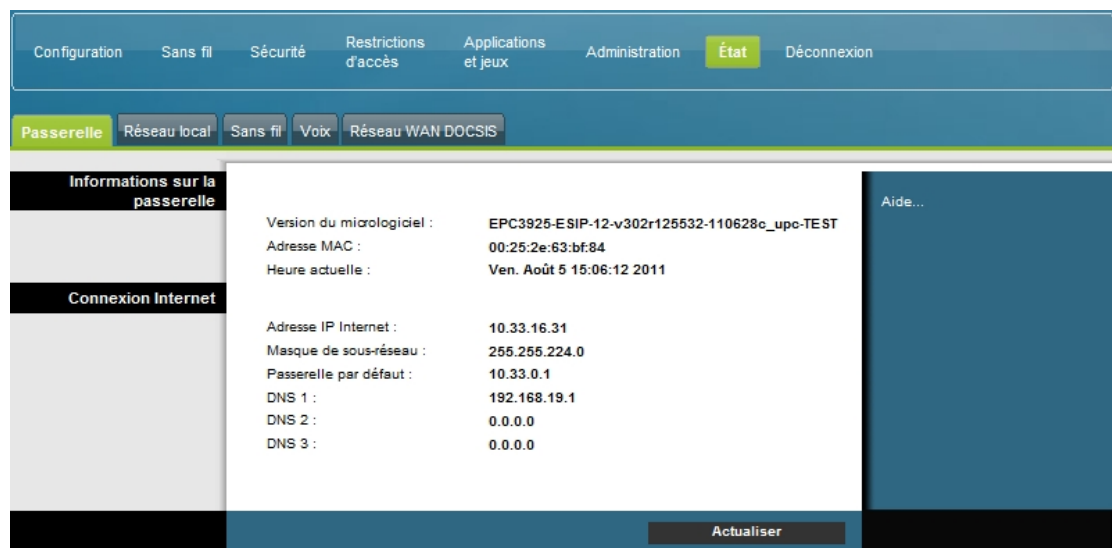 Configuration
Sans fil
Sécurité
Restrictions
d'accès
Applications
et jeux
Administration
État
Déconnexion
Passerelle
Réseau local
Sans fil
Voix
Réseau WAN DOCSIS
Informations sur la
passerelle
Aide...
Version du micrologiciel : EPC3925-ESIP-12-v302r125532-110628c_upc-TEST
Adresse MAC : 00:25:2e:63:bf:84
Heure actuelle : Ven. Août 5 15:06:12 2011
Connexion Internet
Adresse IP Internet : 10.33.16.31
Masque de sous-réseau : 255.255.224.0
Passerelle par défaut : 10.33.0.1
DNS 1 : 192.168.19.1
DNS 2 : 0.0.0.0
DNS 3 : 0.0.0.0
Actualiser